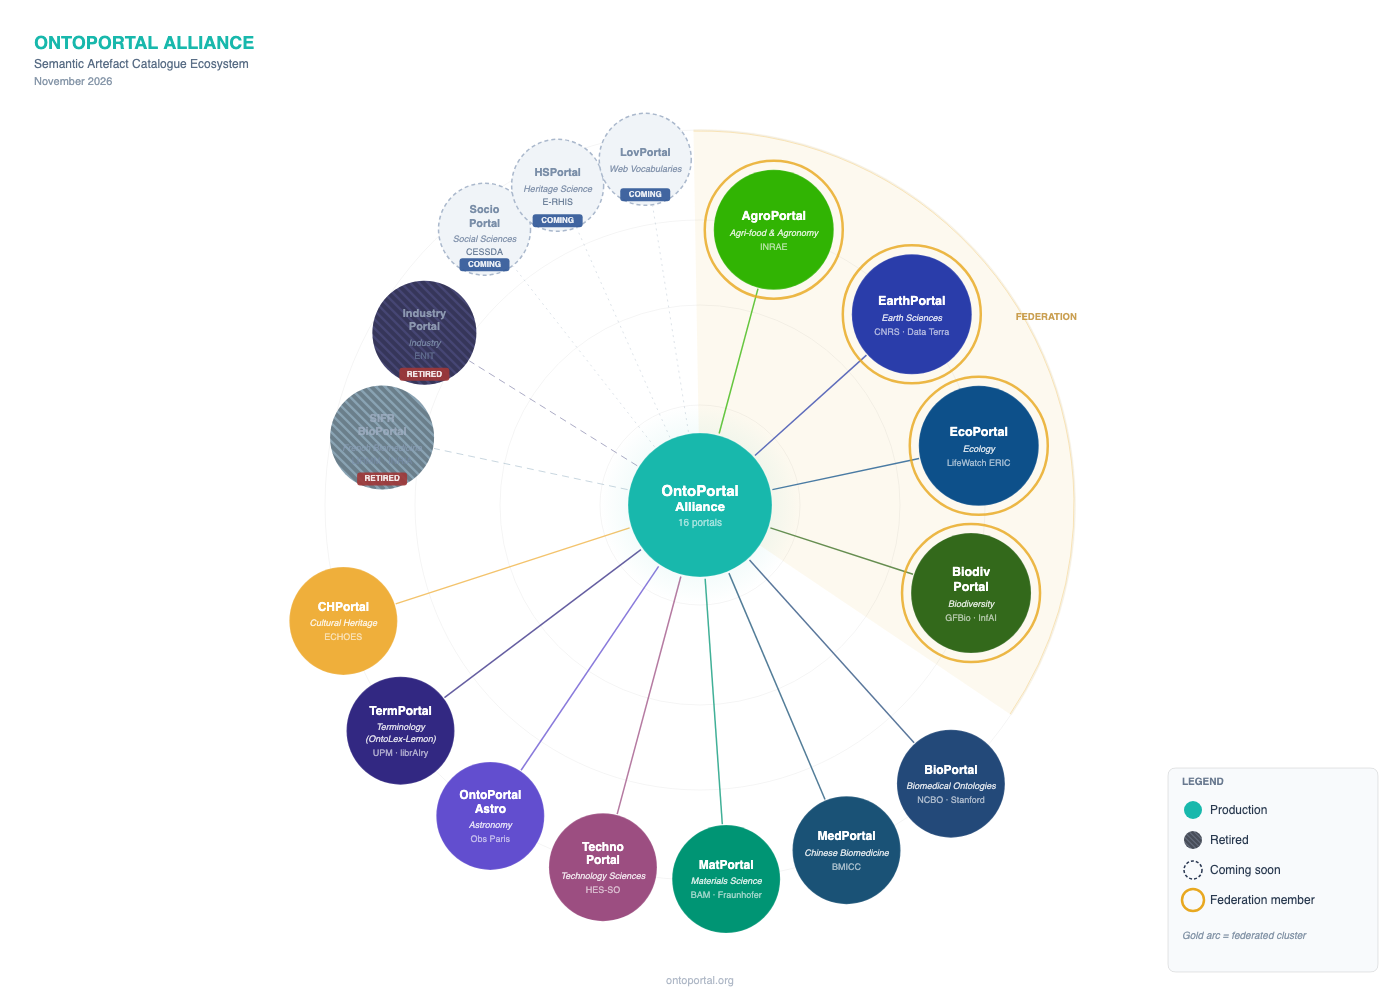 ONTOPORTAL ALLIANCE
Semantic Artefact Catalogue Ecosystem
November 2026
LovPortal
Web Vocabularies
COMING
HSPortal
Heritage Science
E-RHIS
COMING
Socio
Portal
Social Sciences
CESSDA
COMING
Industry
Portal
Industry
ENIT
RETIRED
SIFR
BioPortal
RETIRED
AgroPortal
Agri-food & Agronomy
INRAE
EarthPortal
Earth Sciences
CNRS · Data Terra
FEDERATION
EcoPortal
Ecology
LifeWatch ERIC
OntoPortal
Alliance
16 portals
Biodiv
Portal
Biodiversity
GFBio · InfAI
CHPortal
Cultural Heritage
ECHOES
TermPortal
Terminology
(OntoLex-Lemon)
UPM · librAIry
OntoPortal
Astro
Astronomy
Obs Paris
Techno
Portal
Technology Sciences
HES-SO
MatPortal
Materials Science
BAM · Fraunhofer
MedPortal
Chinese Biomedicine
BMICC
BioPortal
Biomedical Ontologies
NCBO · Stanford
LEGEND
Production
Retired
Coming soon
Federation member
Gold arc = federated cluster
ontoportal.org